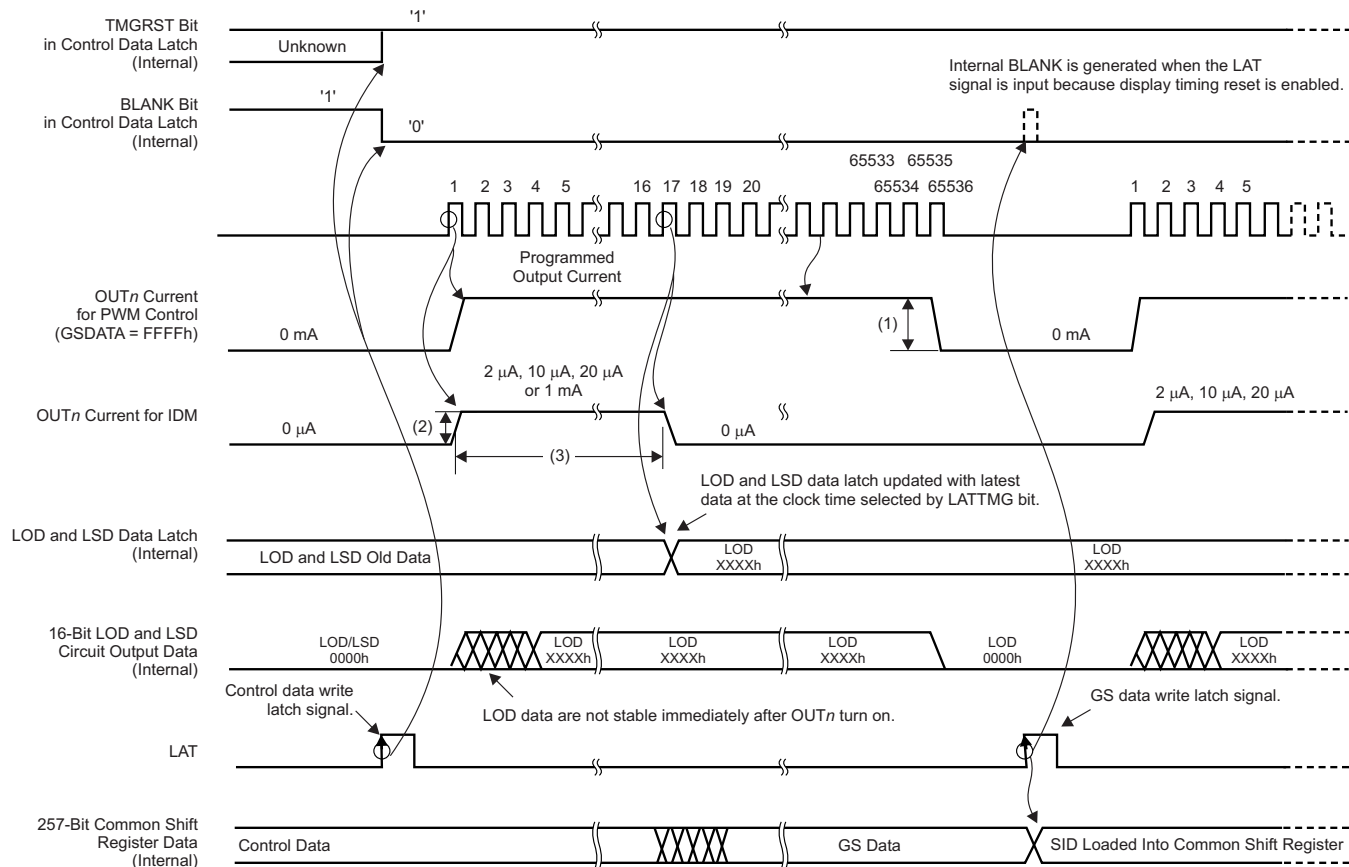 TMGRST Bit
in Control Data Latch
(Internal)
'1'
Unknown
Internal BLANK is generated when the LAT
signal is input because display timing reset is enabled.
BLANK Bit
in Control Data Latch
(Internal)
'1'
'0'
65533 65535
1 2 3 4 5 16 17 18 19 20 65534 65536 1 2 3 4 5
Programmed
Output Current
OUTn Current
for PWM Control
(GSDATA = FFFFh)
0 mA
(1)
0 mA
2 µA, 10 µA, 20 µA
or 1 mA
2 µA, 10 µA, 20 µA
OUTn Current for IDM
0 µA
(2)
0 µA
(3)
LOD and LSD data latch updated with latest
data at the clock time selected by LATTMG bit.
LOD and LSD Data Latch
(Internal)
LOD and LSD Old Data
LOD
XXXXh
LOD
XXXXh
16-Bit LOD and LSD
Circuit Output Data
(Internal)
LOD/LSD
0000h
LOD
XXXXh
LOD
XXXXh
LOD
XXXXh
LOD
0000h
LOD
XXXXh
Control data write
latch signal.
LOD data are not stable immediately after OUTn turn on.
GS data write latch signal.
LAT
257-Bit Common Shift
Register Data
(Internal)
Control Data
GS Data
SID Loaded Into Common Shift Register